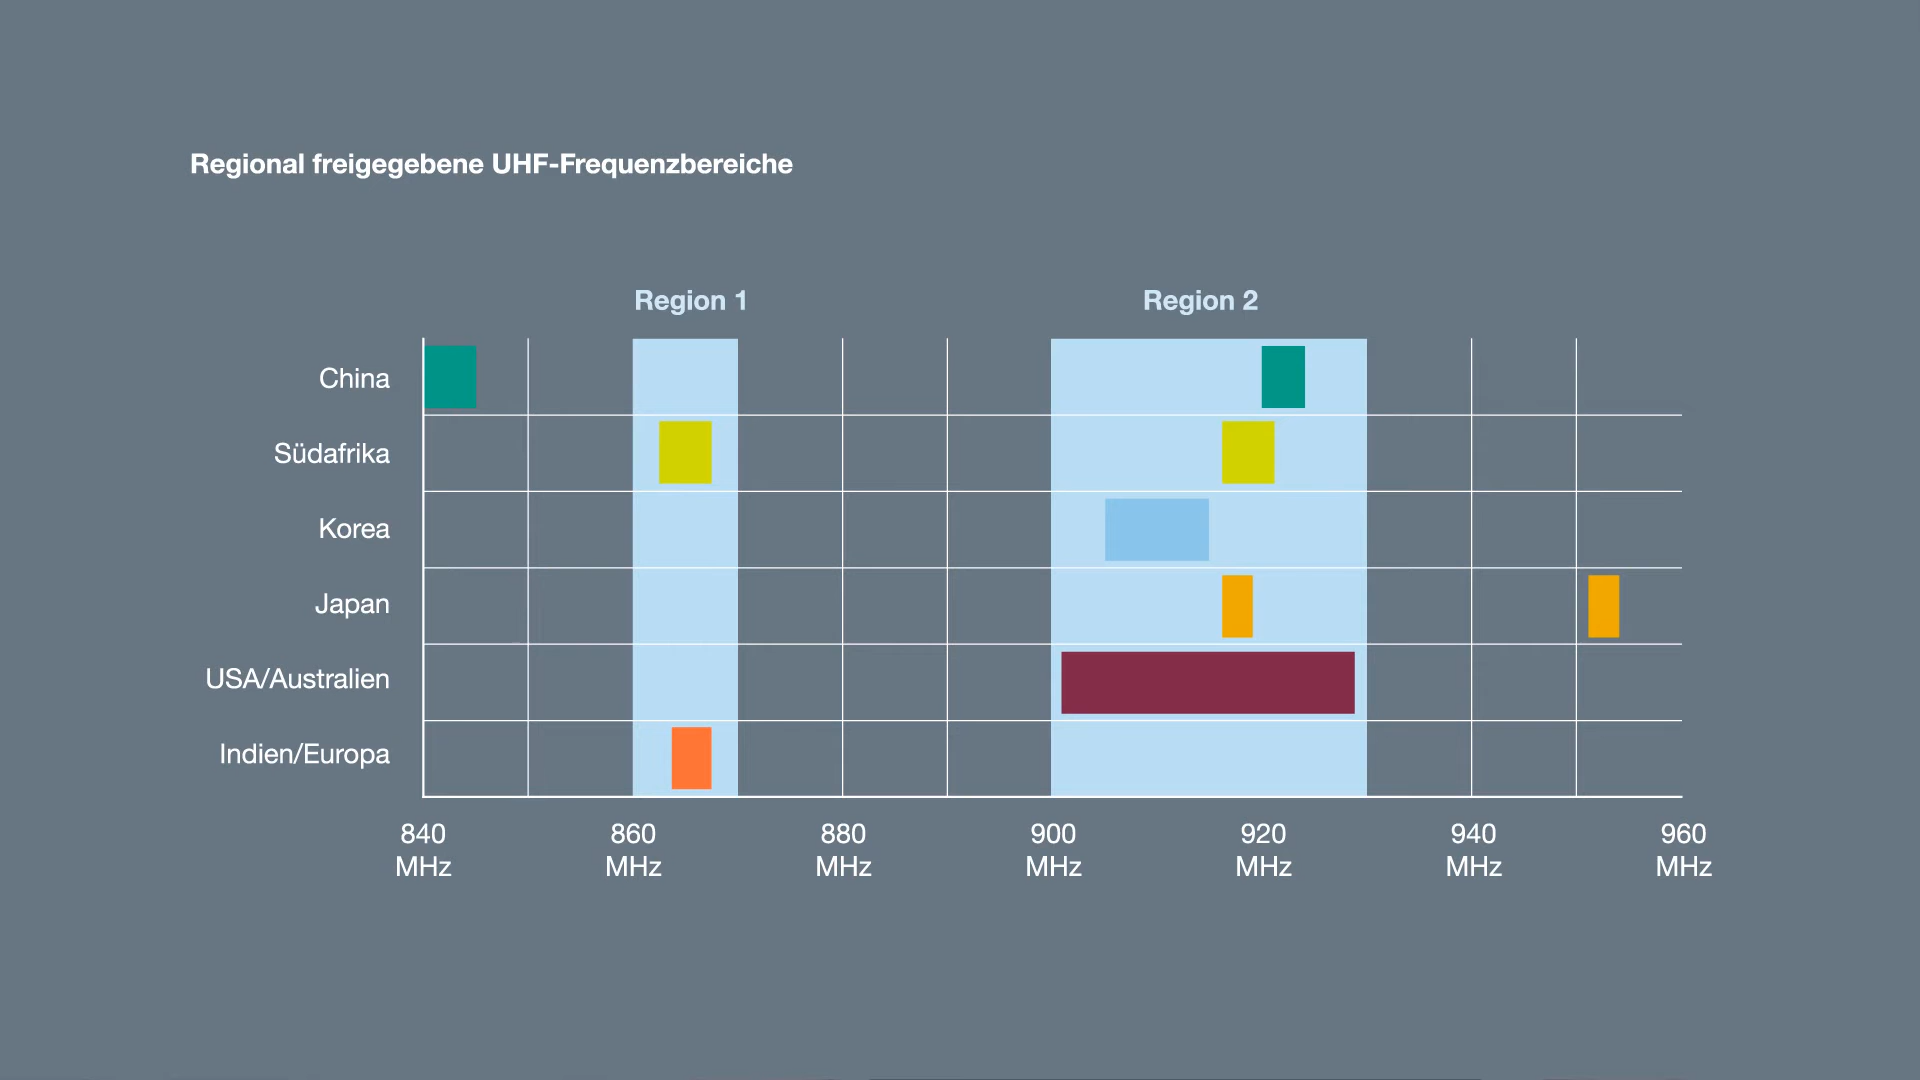 Regional freigegebene UHF-Frequenzbereiche
Region 1
Region 2
China
Südafrika
Korea
Japan
USA/Australien
Indien/Europa
840 MHz
860 MHz
880 MHz
900 MHz
920 MHz
940 MHz
960 MHz